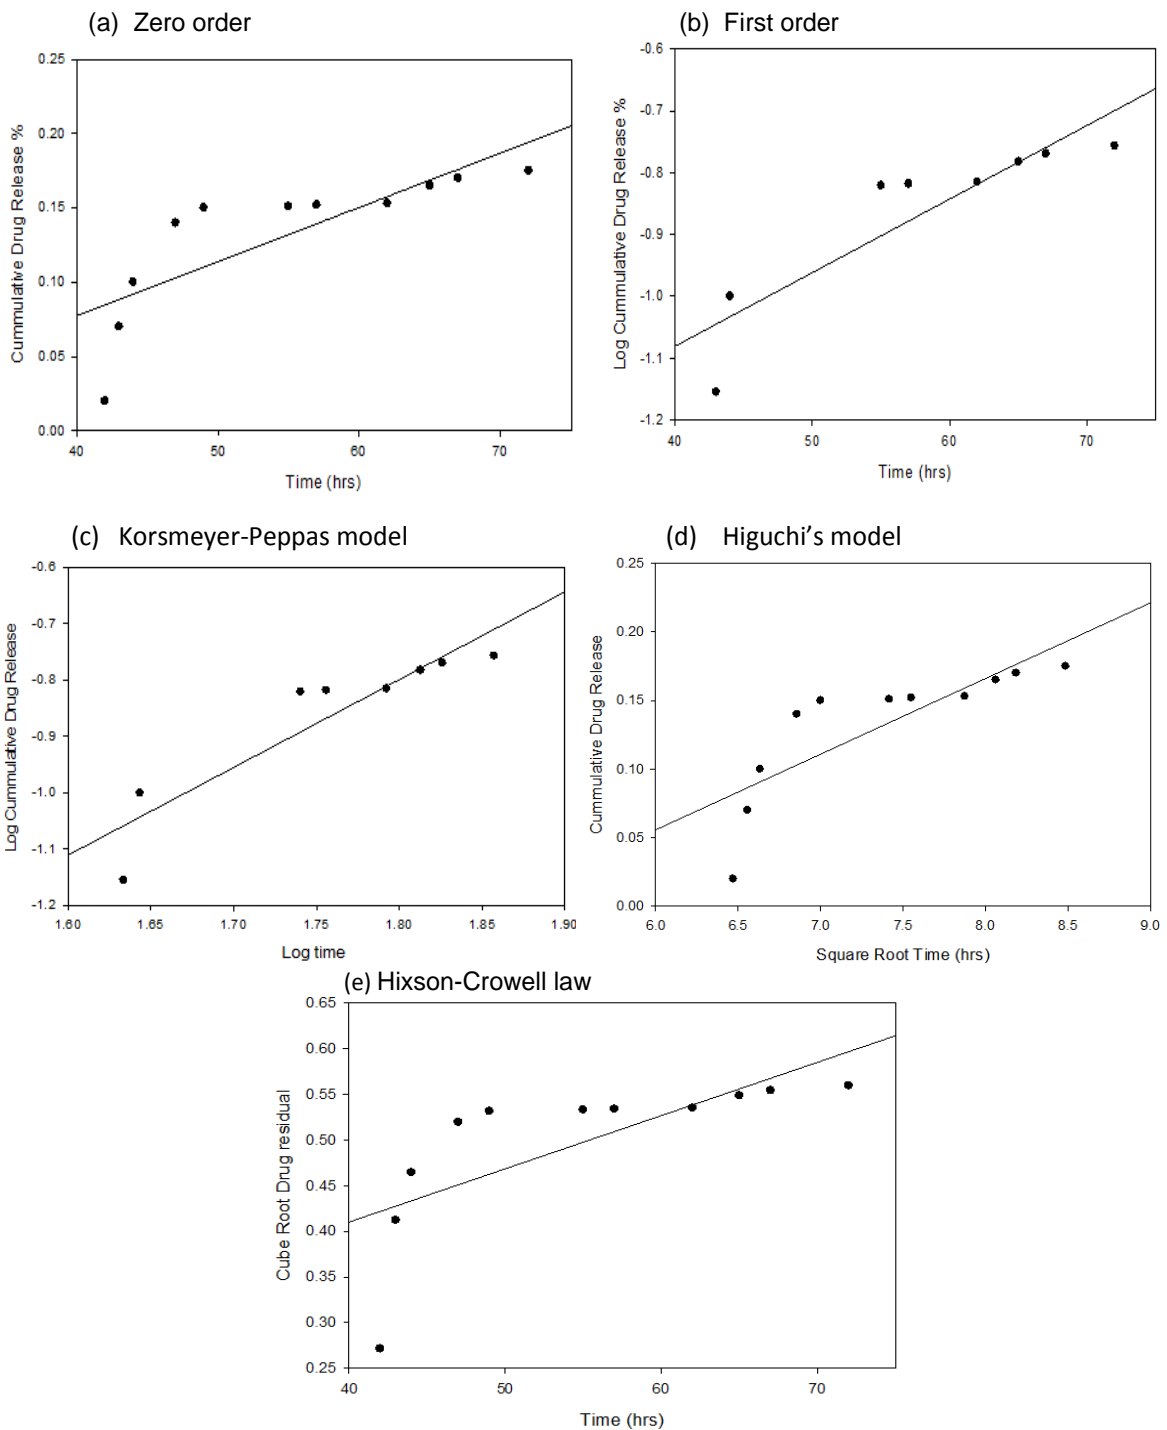 (a) Zero order
Cummulative Drug Release %
0.25
0.20
0.15
0.10
0.05
0.00
40 50 60 70
Time (hrs)
(b) First order
Log Cummulative Drug Release %
-0.6
-0.7
-0.8
-0.9
-1.0
-1.1
-1.2
40 50 60 70
Time (hrs)
(c) Korsmeyer-Peppas model
Log Cummulative Drug Release
-0.6
-0.7
-0.8
-0.9
-1.0
-1.1
-1.2
1.60 1.65 1.70 1.75 1.80 1.85 1.90
Log time
(d) Higuchi’s model
Cummulative Drug Release
0.25
0.20
0.15
0.10
0.05
0.00
6.0 6.5 7.0 7.5 8.0 8.5 9.0
Square Root Time (hrs)
(e) Hixson-Crowell law
Cube Root Drug residual
0.65
0.60
0.55
0.50
0.45
0.40
0.35
0.30
0.25
40 50 60 70
Time (hrs)